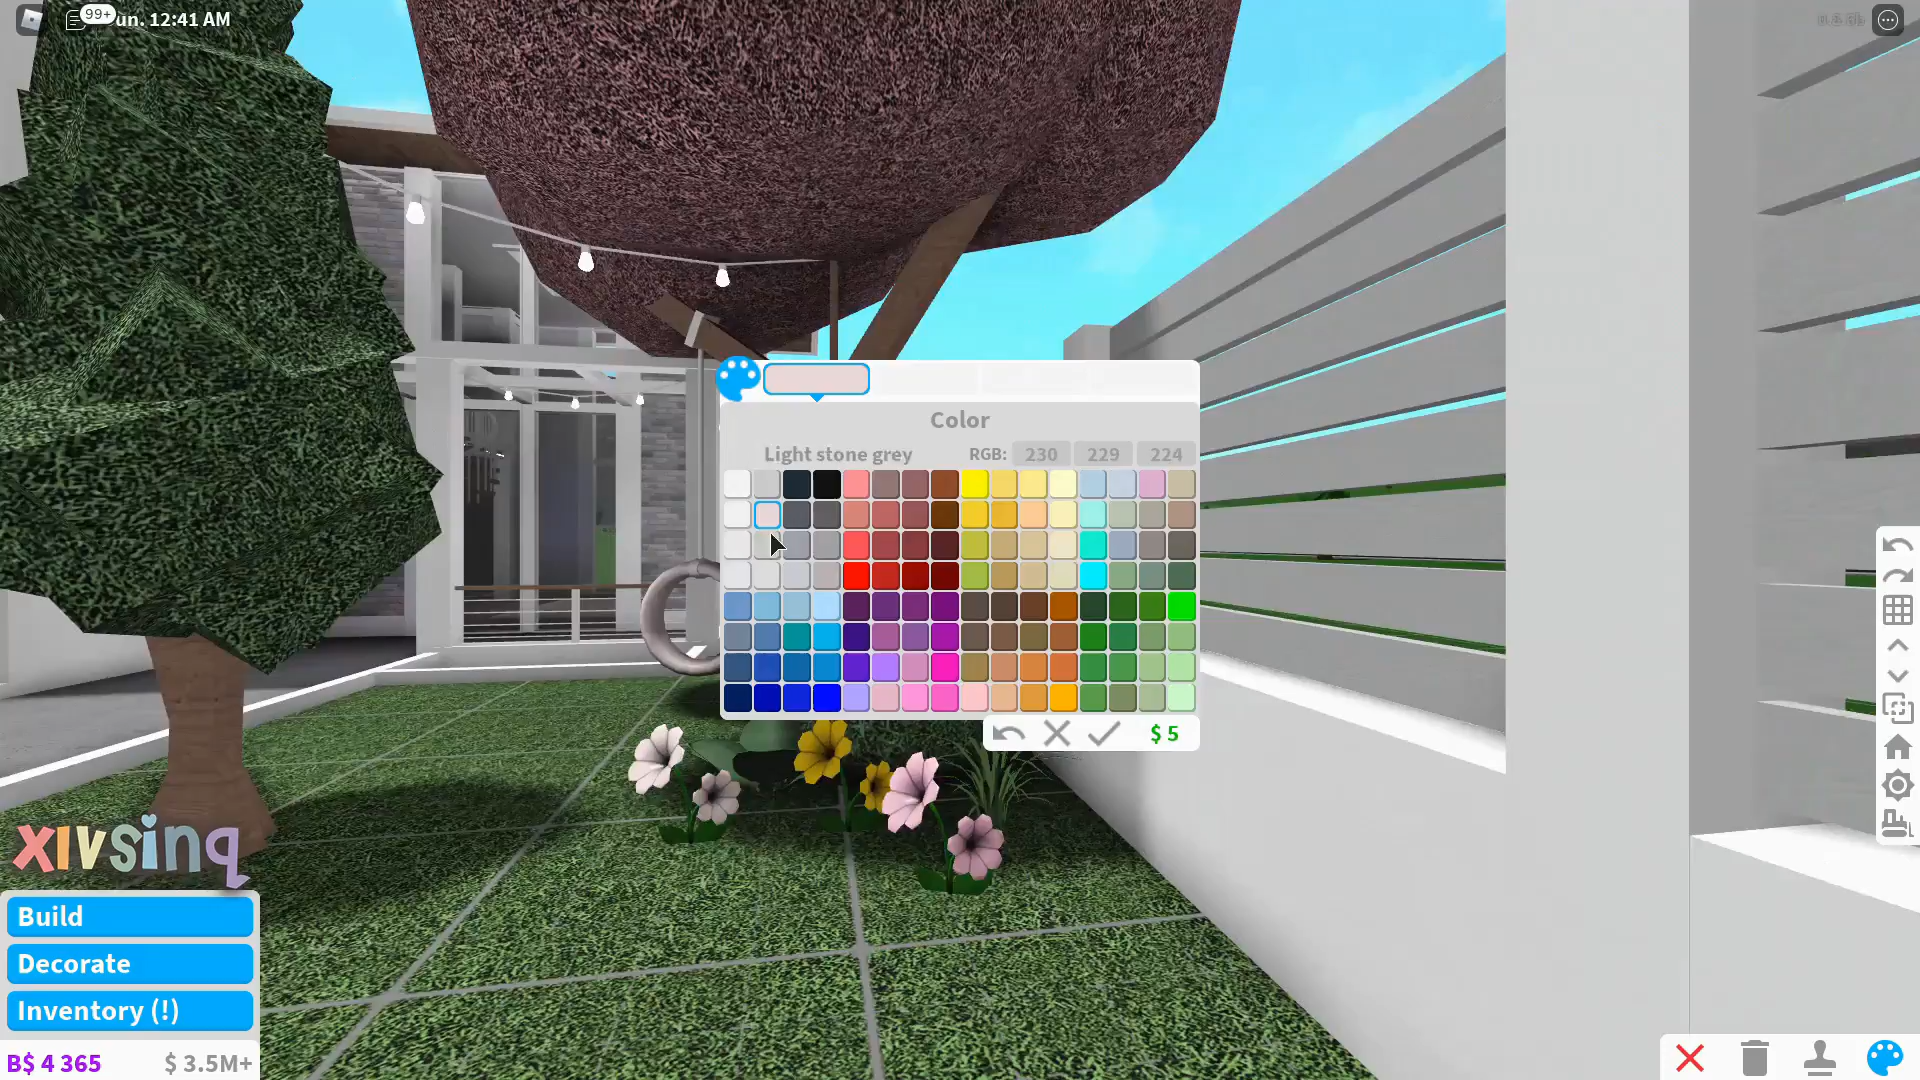 99+
un. 12:41 AM
Color
Light stone grey
RGB: 230 229 224
$ 5
xivsinq
Build
Decorate
Inventory (!)
B$ 4 365
$ 3.5M+